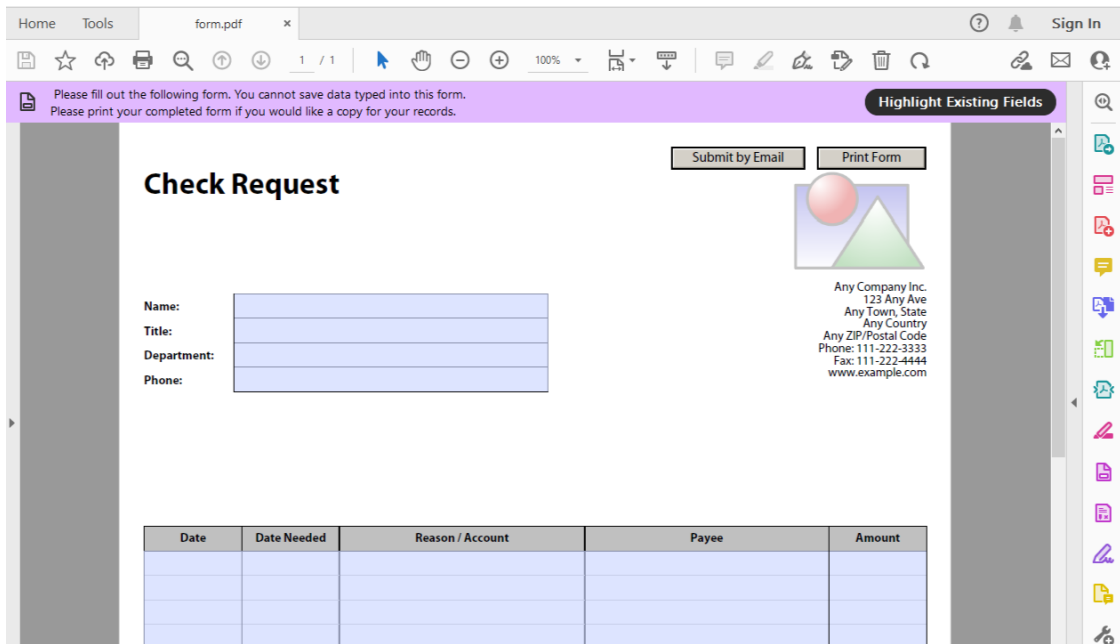 Home Tools form.pdf × ? Sign In
1 / 1 100%
Please fill out the following form. You cannot save data typed into this form.
Please print your completed form if you would like a copy for your records.
Highlight Existing Fields
Submit by Email Print Form
Check Request
Any Company Inc.
123 Any Ave
Any Town, State
Any Country
Any ZIP/Postal Code
Phone: 111-222-3333
Fax: 111-222-4444
www.example.com
Name:
Title:
Department:
Phone:
Date Date Needed Reason / Account Payee Amount